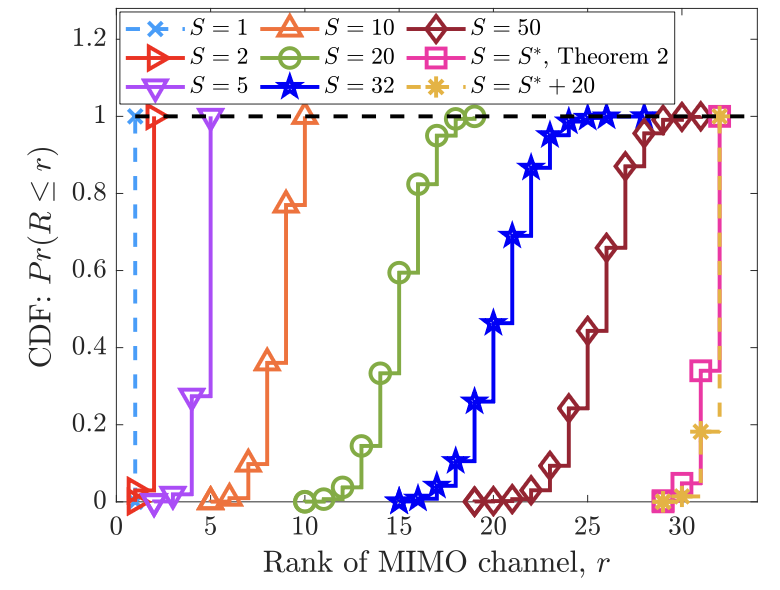 S = 1 S = 10 S = 50
S = 2 S = 20 S = S*, Theorem 2
S = 5 S = 32 S = S* + 20
1.2
1
0.8
0.6
0.4
0.2
0
CDF: Pr(R ≤ r)
0 5 10 15 20 25 30
Rank of MIMO channel, r